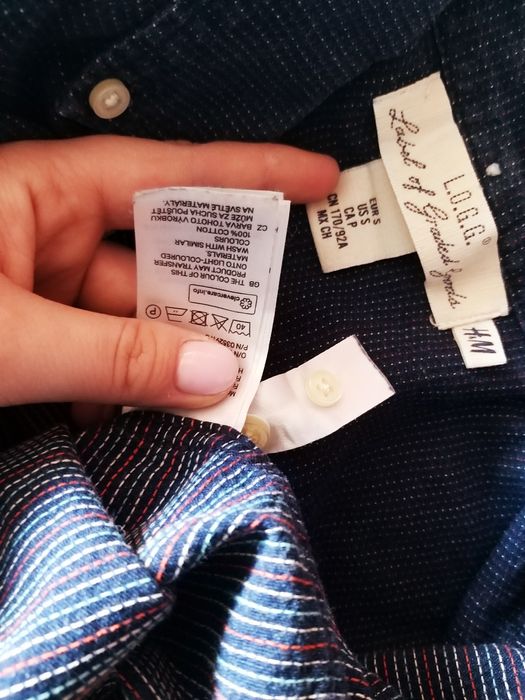 L.O.G.G.®
Label of Graded Goods
H&M
EUR S
US S
CA P
CN 170/92A
MX CH
O/N
P/N
40
P
clevercare.info
GB THE COLOUR OF THIS
PRODUCT MAY TRANSFER
ONTO LIGHT-COLOURED
MATERIALS.
WASH WITH SIMILAR
COLOURS
100% COTTON
CZ
BARVA TOHOTO VÝROBKU
MŮŽE ZA SUCHA POUŠTĚT
NA SVĚTLÉ MATERIÁLY.